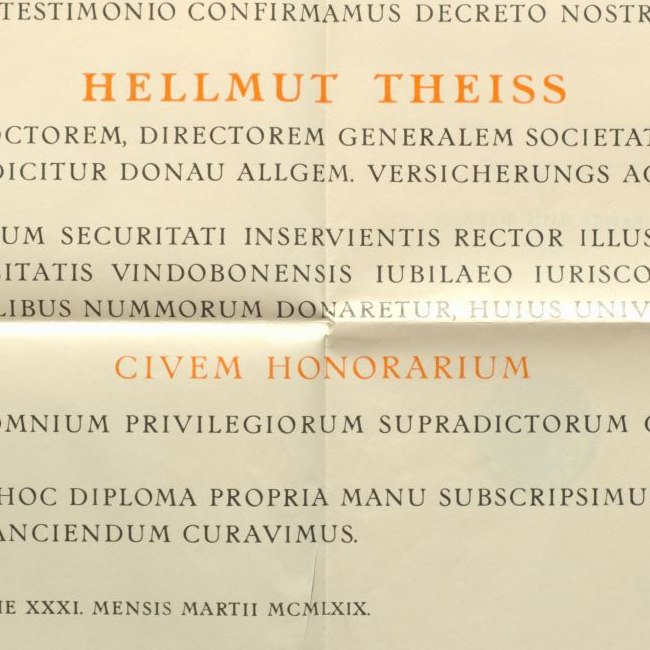 TESTIMONIO CONFIRMAMUS DECRETO NOSTR
HELLMUT THEISS
OCTOREM, DIRECTOREM GENERALEM SOCIETAT
DICITUR DONAU ALLGEM. VERSICHERUNGS AG
UM SECURITATI INSERVIENTIS RECTOR ILLUS
ITATIS VINDOBONENSIS IUBILAEO IURISCO
LIBUS NUMMORUM DONARETUR, HUIUS UNIV
CIVEM HONORARIUM
OMNIUM PRIVILEGIORUM SUPRADICTORUM
HOC DIPLOMA PROPRIA MANU SUBSCRIPSIMU
ANCIENDUM CURAVIMUS.
IE XXXI. MENSIS MARTII MCMLXIX.